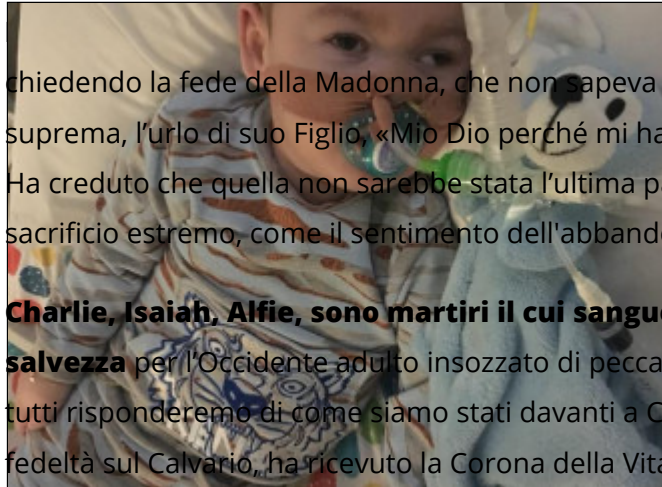 chiedendo la fede della Madonna, che non sapeva
suprema, l'urlo di suo Figlio, «Mio Dio perché mi ha
Ha creduto che quella non sarebbe stata l'ultima p
sacrificio estremo, come il sentimento dell'abband
Charlie, Isaiah, Alfie, sono martiri il cui sangu
salvezza per l'Occidente adulto insozzato di pecca
tutti risponderemo di come siamo stati davanti a
fedeltà sul Calvario, ha ricevuto la Corona della Vita